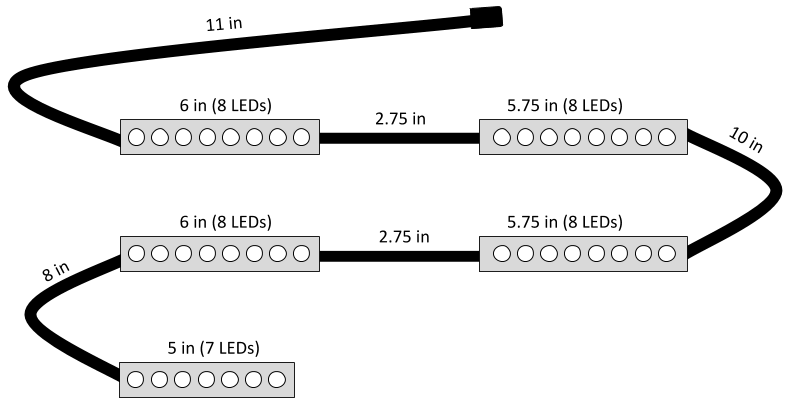 11 in
6 in (8 LEDs)
2.75 in
5.75 in (8 LEDs)
10 in
6 in (8 LEDs)
2.75 in
5.75 in (8 LEDs)
8 in
5 in (7 LEDs)